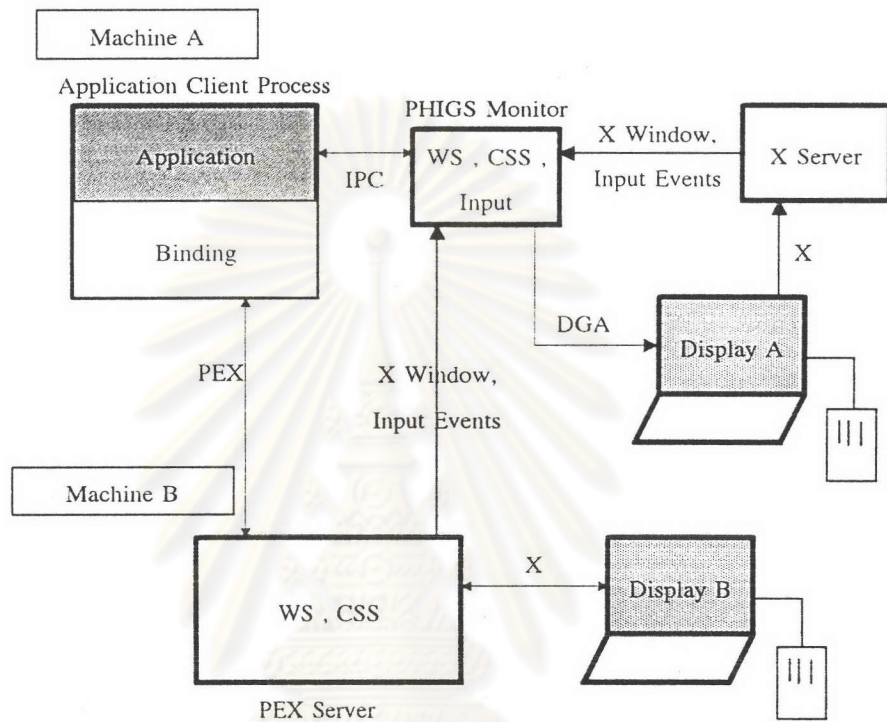 Machine A
Application Client Process
Application
Binding
IPC
PHIGS Monitor
WS , CSS ,
Input
X Window,
Input Events
X Server
X
DGA
Display A
PEX
X Window,
Input Events
Machine B
WS , CSS
PEX Server
X
Display B